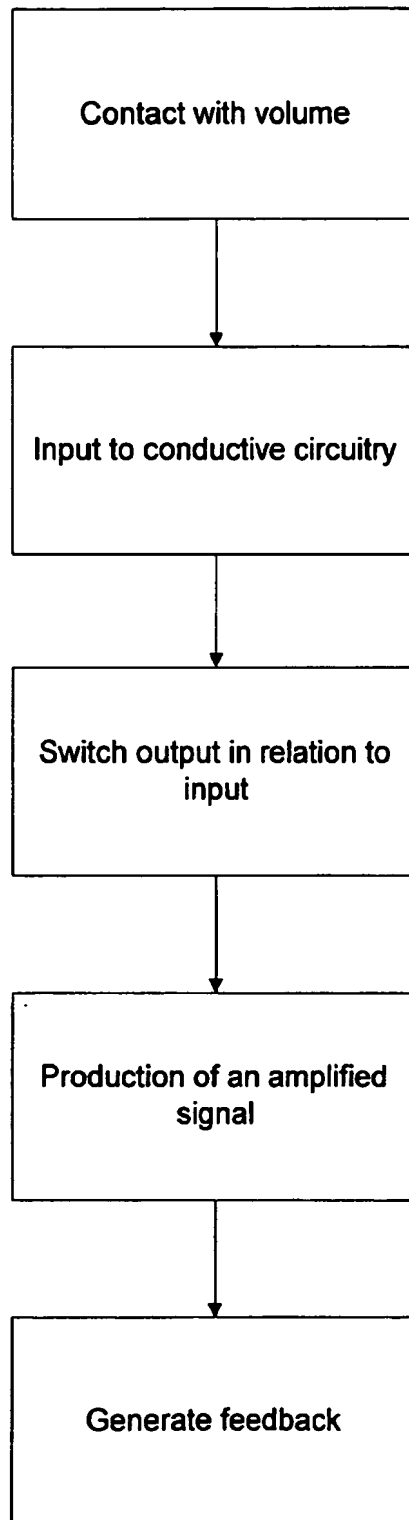 Contact with volume
Input to conductive circuitry
Switch output in relation to
input
Production of an amplified
signal
Generate feedback